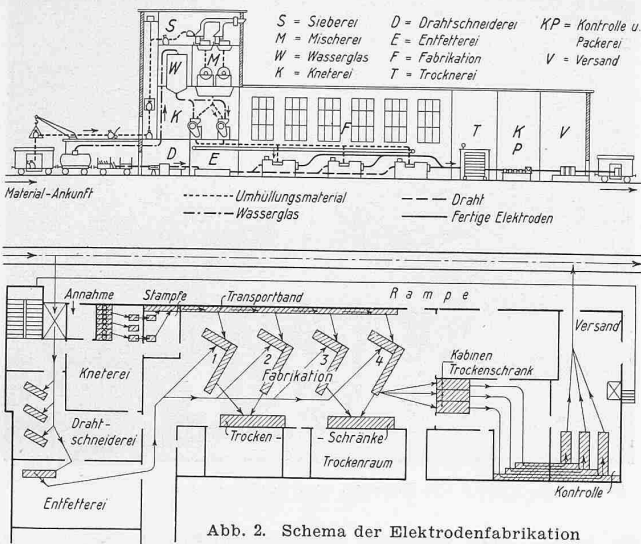 S = Sieberei
M = Mischerei
W = Wasserglas
K = Kneterei
D = Drahtschneiderei
E = Entfetterei
F = Fabrikation
T = Trocknerei
KP = Kontrolle u. Packerei
V = Versand
S
M
W
K
D
E
F
T
K
P
V
Material-Ankunft
Umhüllungsmaterial
Wasserglas
Draht
Fertige Elektroden
Annahme
Stampfe
Transportband
Rampe
Versand
Kneterei
2
3
4
Fabrikation
Kabinen
Trockenschrank
Draht-
schneiderei
Trocken -
- Schränke
Trockenraum
Entfetterei
Kontrolle
Abb. 2. Schema der Elektrodenfabrikation